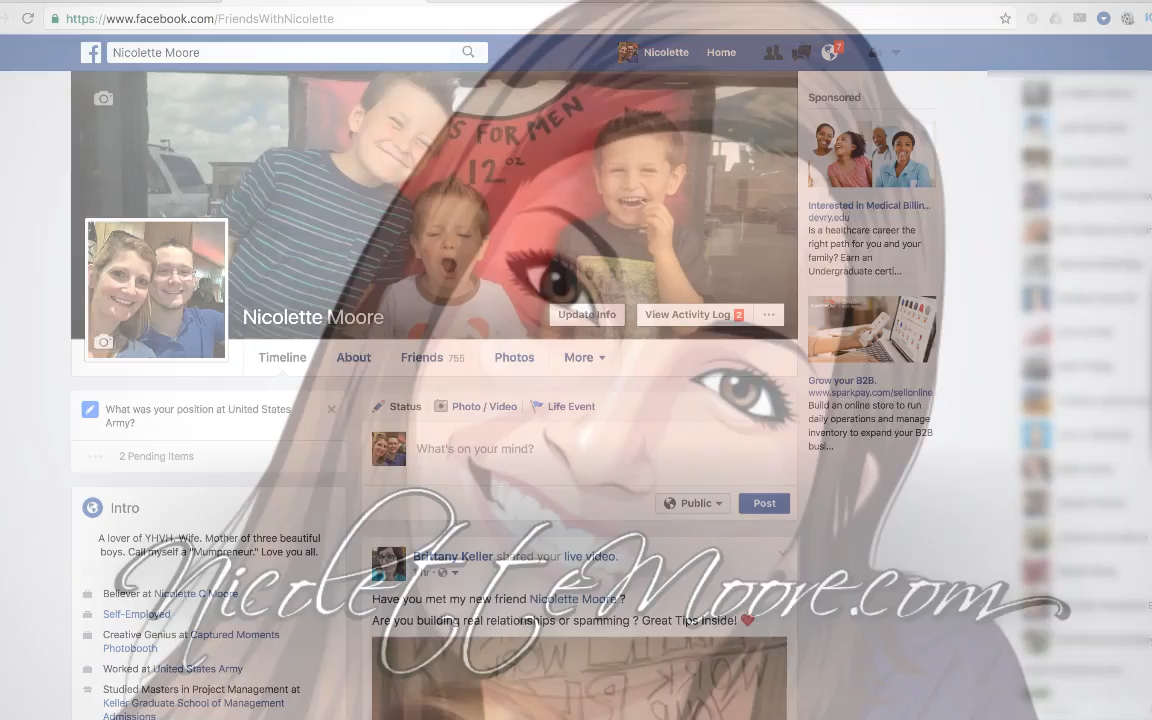 https://www.facebook.com/FriendsWithNicolette
Nicolette Moore
Nicolette
Home
7
S FOR MEN
12 oz
Nicolette Moore
Update Info
View Activity Log 2
Timeline
About
Friends 755
Photos
More
Sponsored
Interested in Medical Billin...
devry.edu
Is a healthcare career the
right path for you and your
family? Earn an
Undergraduate certi...
Grow your B2B.
www.sparkpay.com/sellonline
Build an online store to run
daily operations and manage
inventory to expand your B2B
busi...
What was your position at United States
Army?
2 Pending Items
Status
Photo / Video
Life Event
What's on your mind?
Public
Post
Intro
A lover of YHVH. Wife. Mother of three beautiful
boys. Call myself a "Mumpreneur." Love you all.
Believer at Nicolette C Moore
Self-Employed
Creative Genius at Captured Moments
Photobooth
Worked at United States Army
Studied Masters in Project Management at
Keller Graduate School of Management
Admissions
Brittany Keller shared your live video.
1 hr
Have you met my new friend Nicolette Moore ?
Are you building real relationships or spamming ? Great Tips Inside!
NicoletteMoore.com